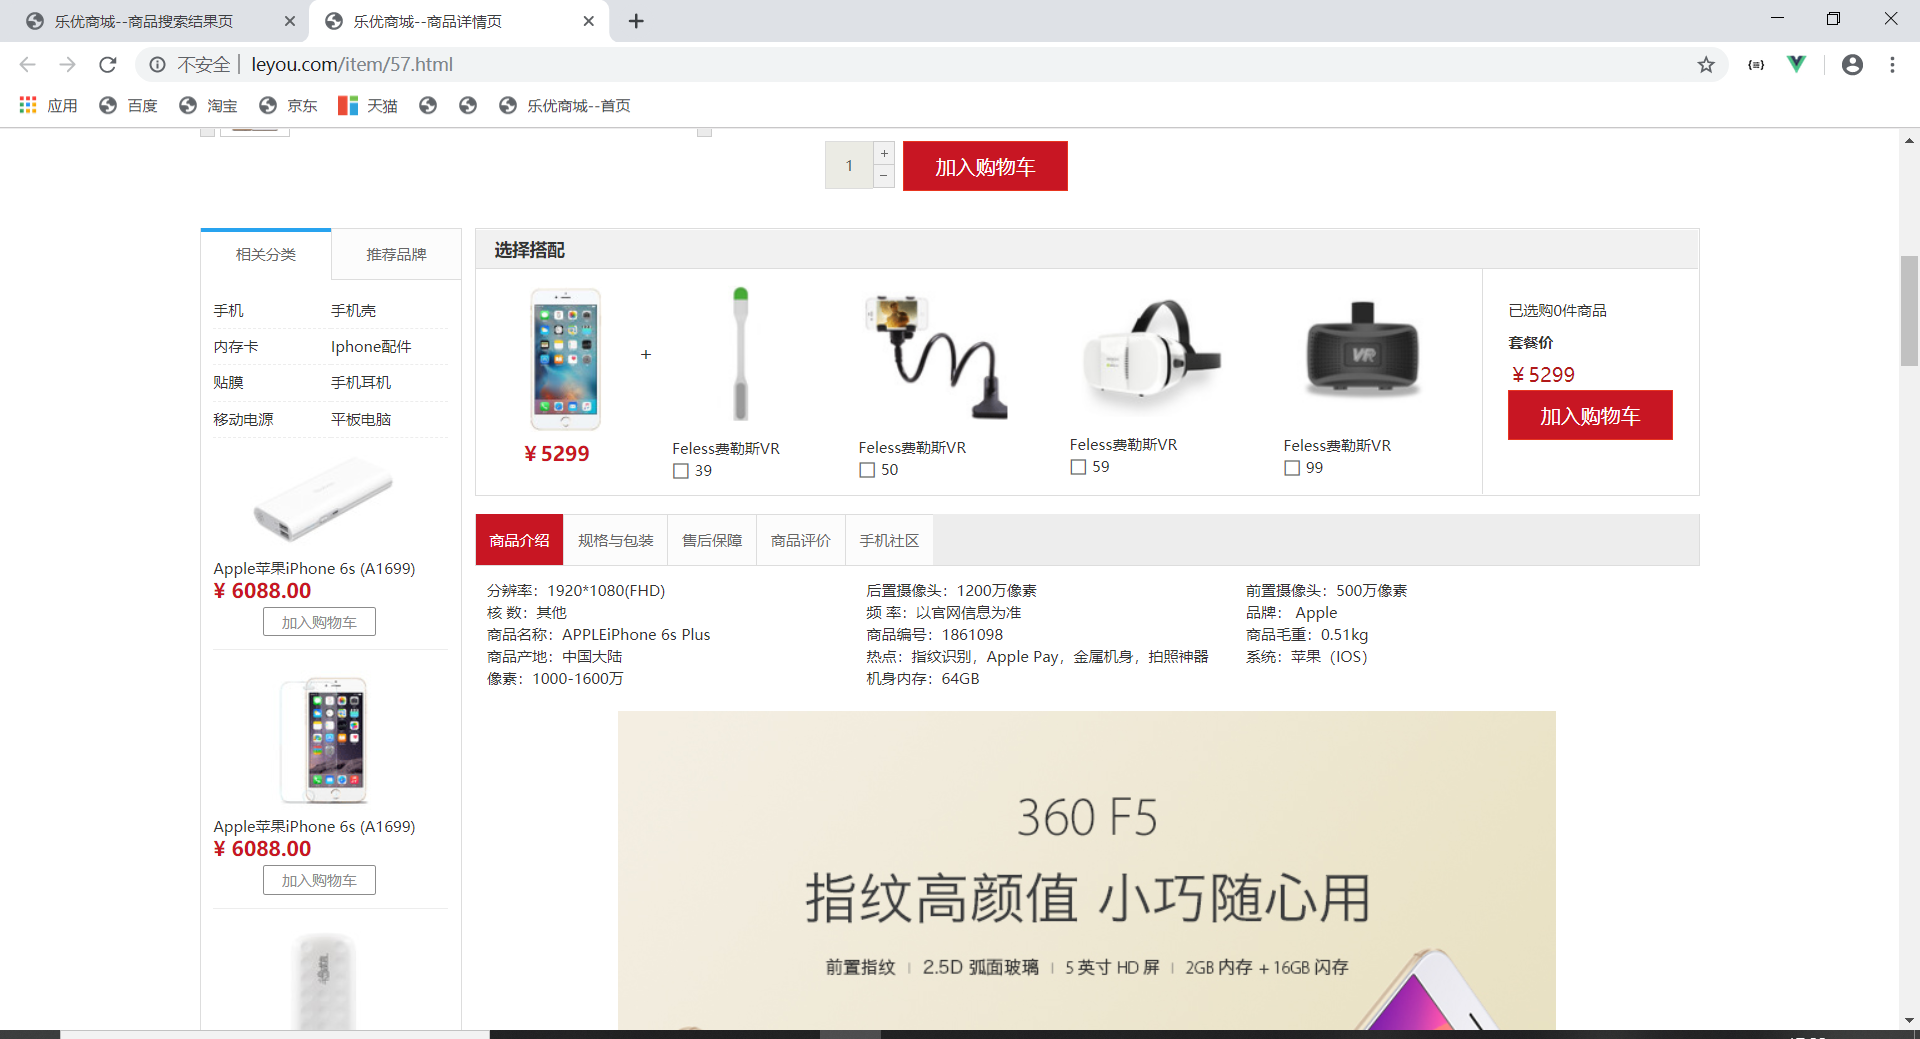 乐优商城--商品搜索结果页
乐优商城--商品详情页
不安全 | leyou.com/item/57.html
应用 百度 淘宝 京东 天猫 乐优商城--首页
1 + - 加入购物车
相关分类 推荐品牌
手机 手机壳
内存卡 Iphone配件
贴膜 手机耳机
移动电源 平板电脑
Apple苹果iPhone 6s (A1699)
¥ 6088.00
加入购物车
Apple苹果iPhone 6s (A1699)
¥ 6088.00
加入购物车
选择搭配
¥ 5299
+
Feless费勒斯VR
39
Feless费勒斯VR
50
Feless费勒斯VR
59
VR
Feless费勒斯VR
99
已选购0件商品
套餐价
¥ 5299
加入购物车
商品介绍 规格与包装 售后保障 商品评价 手机社区
分辨率：1920*1080(FHD) 后置摄像头：1200万像素 前置摄像头：500万像素
核 数：其他 频 率：以官网信息为准 品牌： Apple
商品名称：APPLEiPhone 6s Plus 商品编号：1861098 商品毛重：0.51kg
商品产地：中国大陆 热点：指纹识别，Apple Pay，金属机身，拍照神器 系统：苹果（IOS）
像素：1000-1600万 机身内存：64GB
360 F5
指纹高颜值 小巧随心用
前置指纹 | 2.5D 弧面玻璃 | 5 英寸 HD 屏 | 2GB 内存 + 16GB 闪存